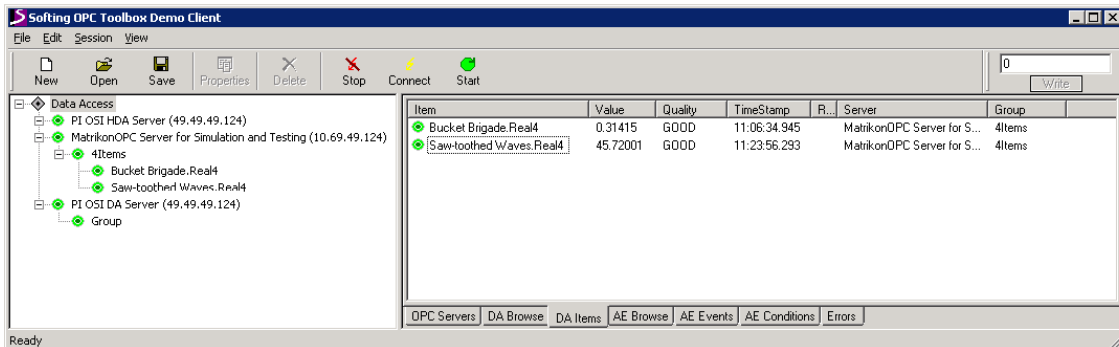 Softing OPC Toolbox Demo Client
File Edit Session View
New Open Save Properties Delete Stop Connect Start
0
Write
Data Access
PI OSI HDA Server (49.49.49.124)
MatrikonOPC Server for Simulation and Testing (10.69.49.124)
4Items
Bucket Brigade.Real4
Saw-toothed Waves.Real4
PI OSI DA Server (49.49.49.124)
Group
Item Value Quality TimeStamp R... Server Group
Bucket Brigade.Real4 0.31415 GOOD 11:06:34.945 MatrikonOPC Server for S... 4Items
Saw-toothed Waves.Real4 45.72001 GOOD 11:23:56.293 MatrikonOPC Server for S... 4Items
OPC Servers DA Browse DA Items AE Browse AE Events AE Conditions Errors
Ready